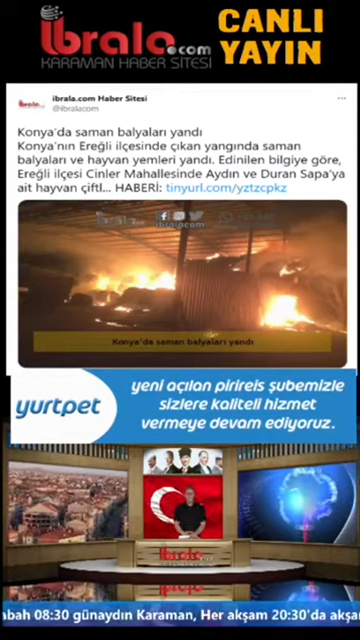 ibrala.com
KARAMAN HABER SİTESİ
CANLI
YAYIN
ibrala.com Haber Sitesi
@ibralacom
Konya'da saman balyaları yandı
Konya'nın Ereğli ilçesinde çıkan yangında saman
balyaları ve hayvan yemleri yandı. Edinilen bilgiye göre,
Ereğli ilçesi Cinler Mahallesinde Aydın ve Duran Sapa'ya
ait hayvan çiftl... HABERİ: tinyurl.com/yztzcpkz
ibralacom
Konya'da saman balyaları yandı
yurtpet
yeni açılan pirireis şubemizle
sizlere kaliteli hizmet
vermeye devam ediyoruz.
ibrala.com
abah 08:30 günaydın Karaman, Her akşam 20:30'da akşa